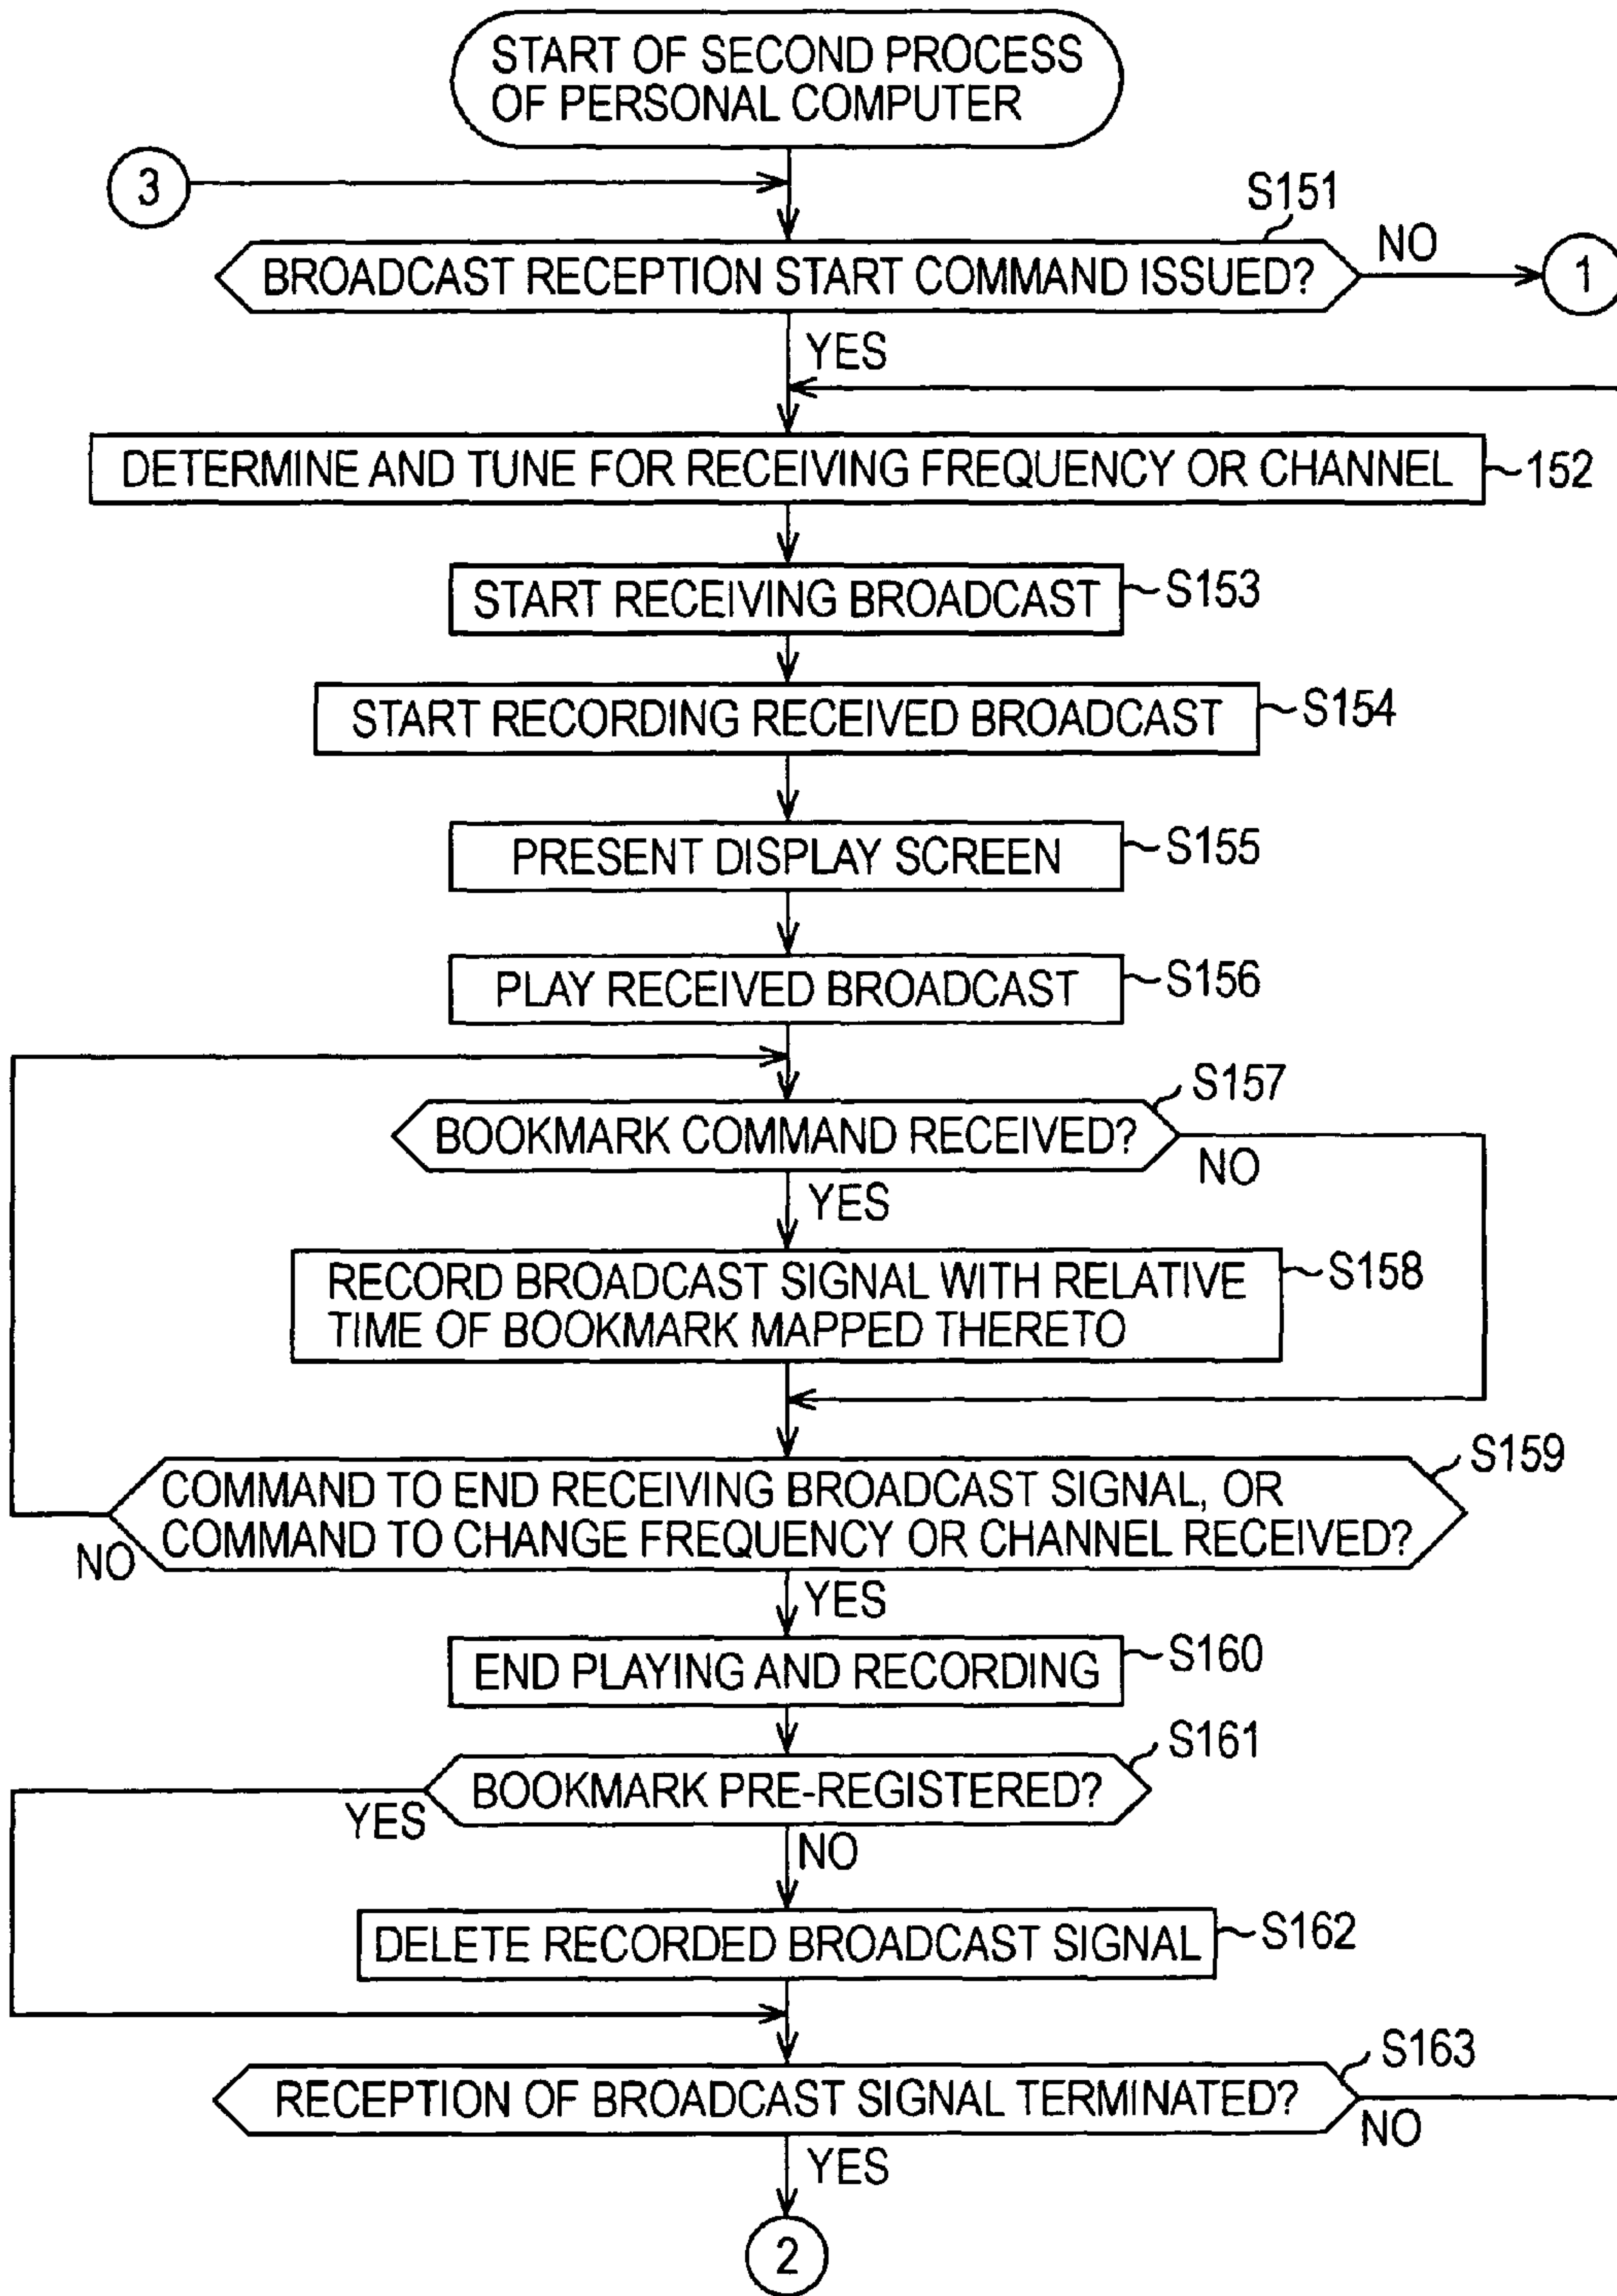 START OF SECOND PROCESS
OF PERSONAL COMPUTER
3
S151
BROADCAST RECEPTION START COMMAND ISSUED?
NO
1
YES
DETERMINE AND TUNE FOR RECEIVING FREQUENCY OR CHANNEL
152
START RECEIVING BROADCAST
S153
START RECORDING RECEIVED BROADCAST
S154
PRESENT DISPLAY SCREEN
S155
PLAY RECEIVED BROADCAST
S156
S157
BOOKMARK COMMAND RECEIVED?
NO
YES
RECORD BROADCAST SIGNAL WITH RELATIVE
TIME OF BOOKMARK MAPPED THERETO
S158
S159
COMMAND TO END RECEIVING BROADCAST SIGNAL, OR
COMMAND TO CHANGE FREQUENCY OR CHANNEL RECEIVED?
NO
YES
END PLAYING AND RECORDING
S160
S161
BOOKMARK PRE-REGISTERED?
YES
NO
DELETE RECORDED BROADCAST SIGNAL
S162
S163
RECEPTION OF BROADCAST SIGNAL TERMINATED?
NO
YES
2